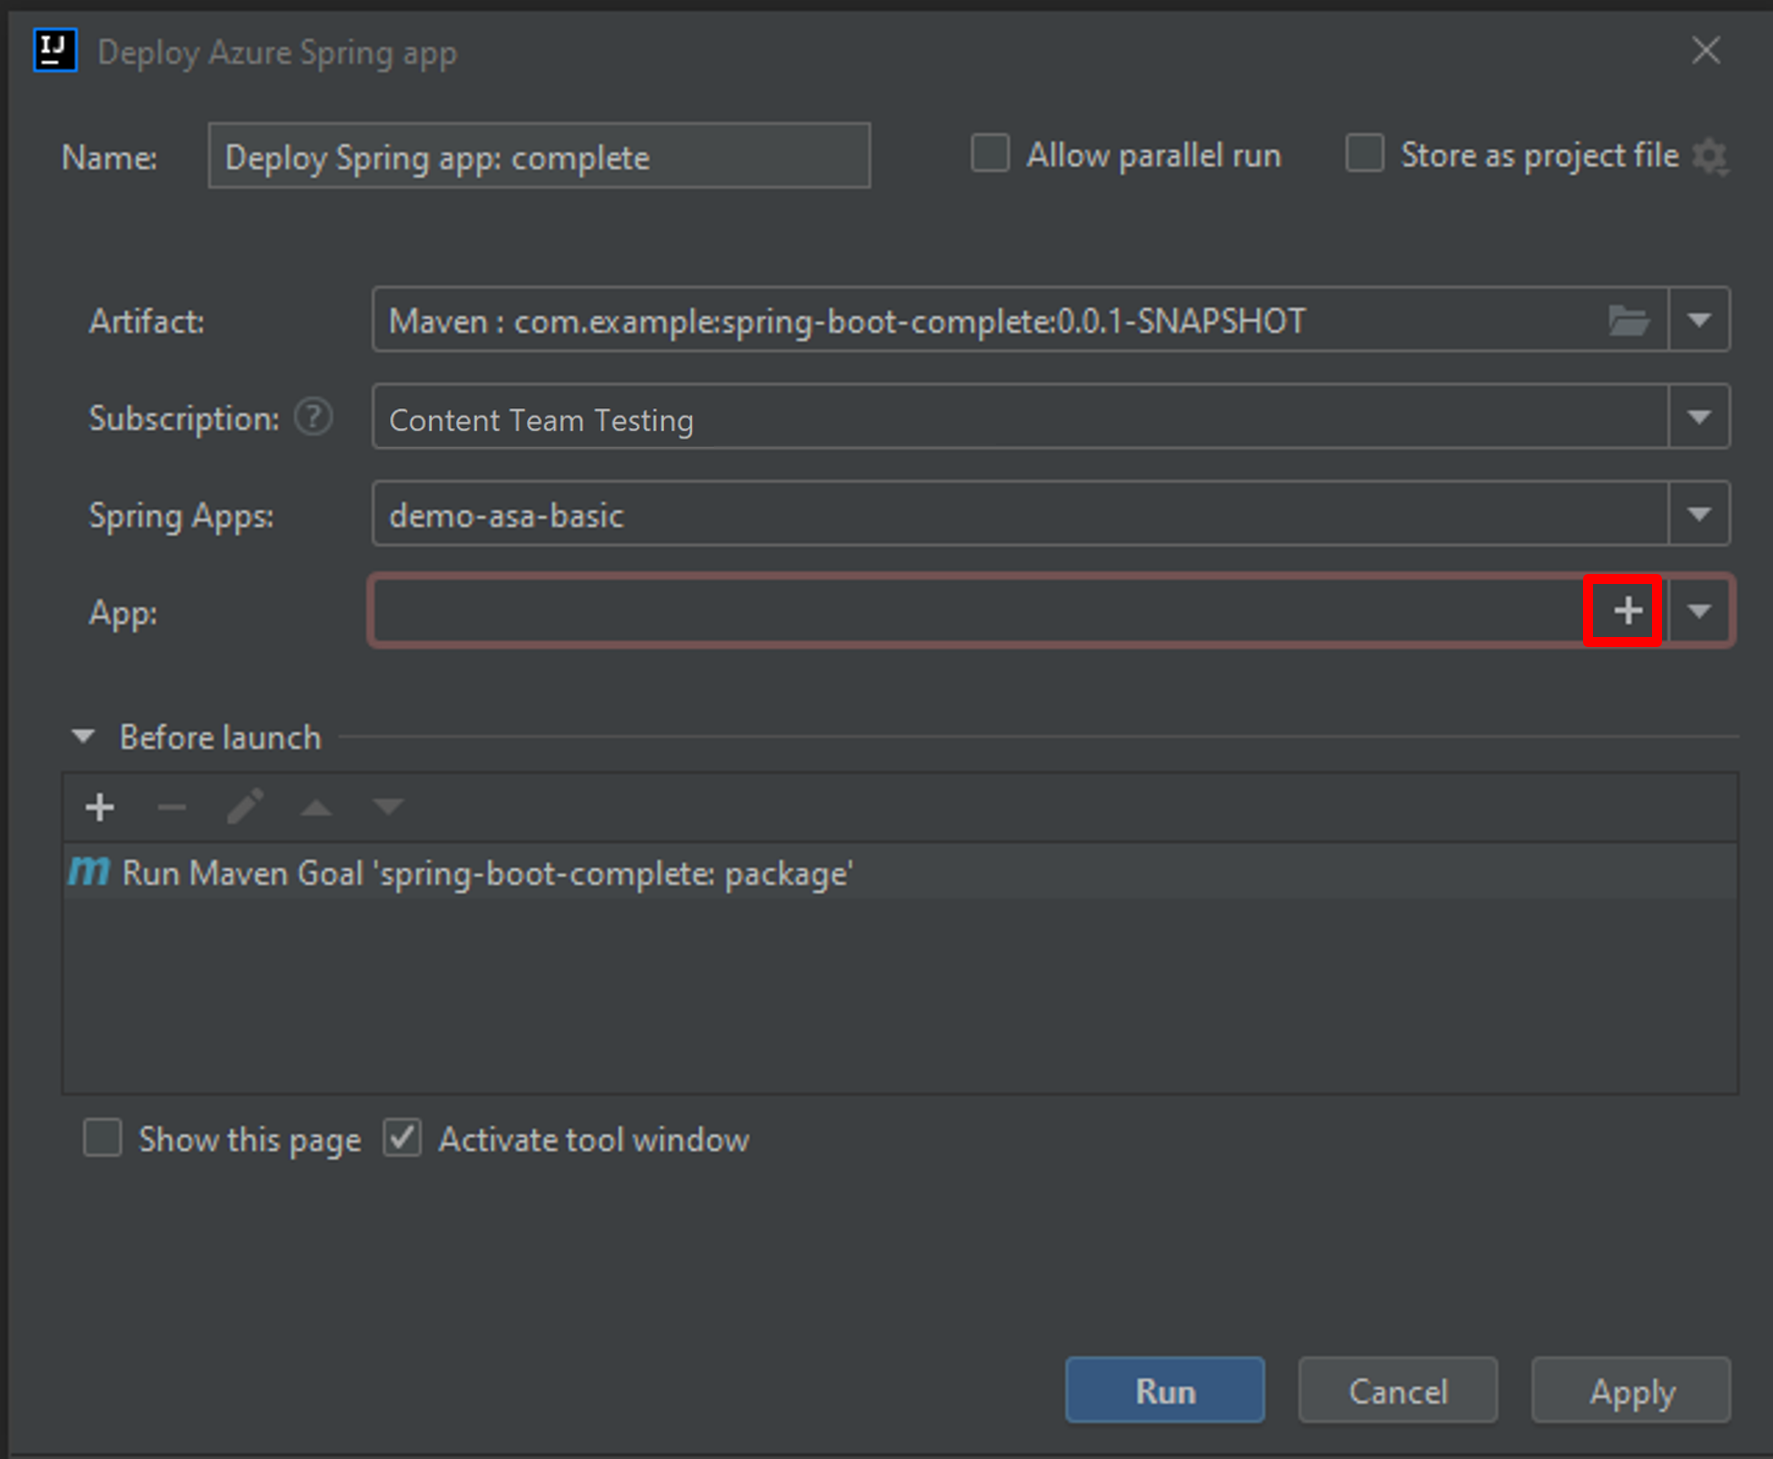 IJ Deploy Azure Spring app
Name: Deploy Spring app: complete Allow parallel run Store as project file
Artifact: Maven : com.example:spring-boot-complete:0.0.1-SNAPSHOT
Subscription: ? Content Team Testing
Spring Apps: demo-asa-basic
App:
Before launch
m Run Maven Goal 'spring-boot-complete: package'
Show this page Activate tool window
Run Cancel Apply